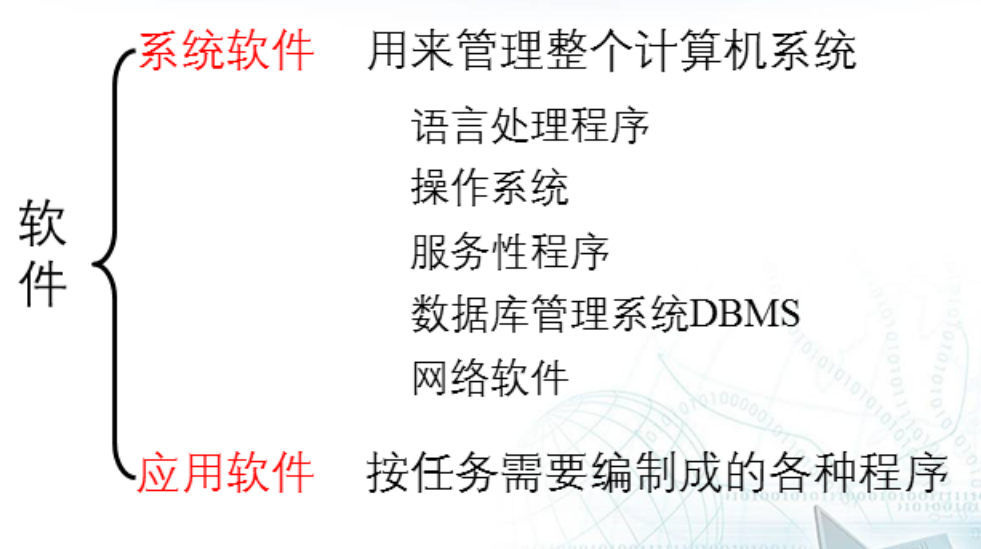 系统软件 用来管理整个计算机系统
语言处理程序
操作系统
服务性程序
数据库管理系统DBMS
网络软件
软件
应用软件 按任务需要编制成的各种程序